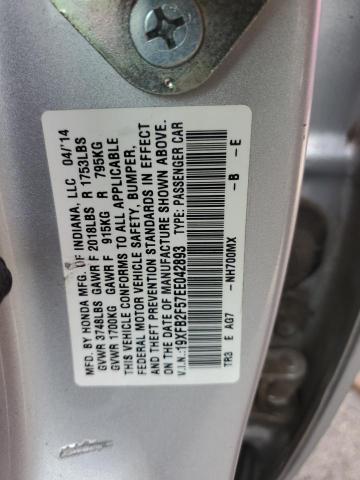 MFD. BY HONDA MFG. OF INDIANA, LLC 04/'14
GVWR 3748LBS GAWR F 2018LBS R 1753LBS
GVWR 1700KG GAWR F 915KG R 795KG
THIS VEHICLE CONFORMS TO ALL APPLICABLE
FEDERAL MOTOR VEHICLE SAFETY, BUMPER,
AND THEFT PREVENTION STANDARDS IN EFFECT
ON THE DATE OF MANUFACTURE SHOWN ABOVE.
V.I.N.:19XFB2F57EE042893 TYPE: PASSENGER CAR
-NH700MX -B -E
TR3 E AG7